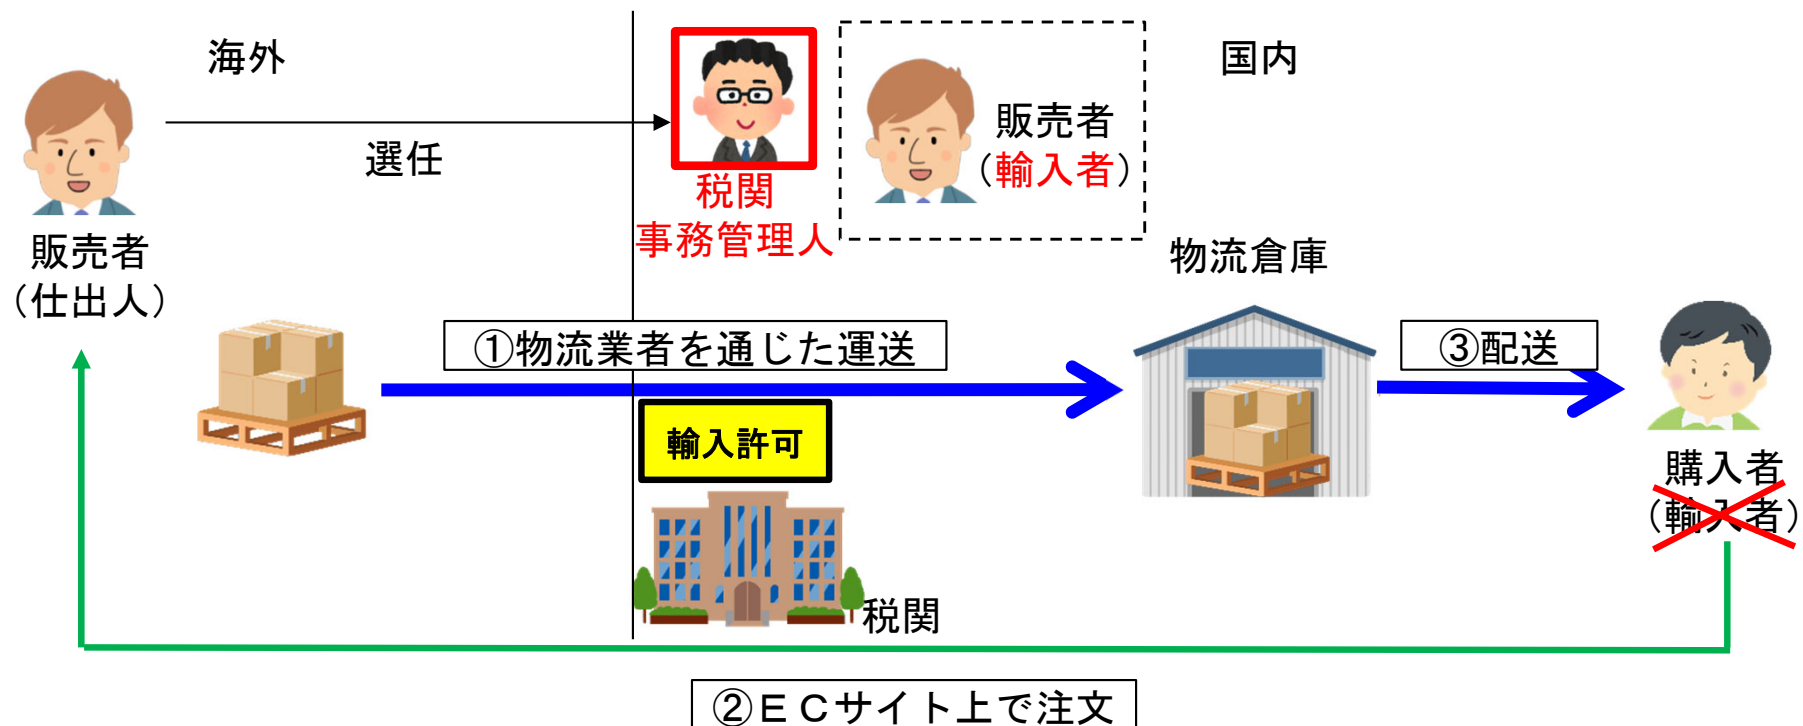 海外
国内
選任
税関
事務管理人
販売者
（輸入者）
販売者
（仕出人）
物流倉庫
①物流業者を通じた運送
③配送
輸入許可
購入者
（輸入者）
税関
②ＥＣサイト上で注文